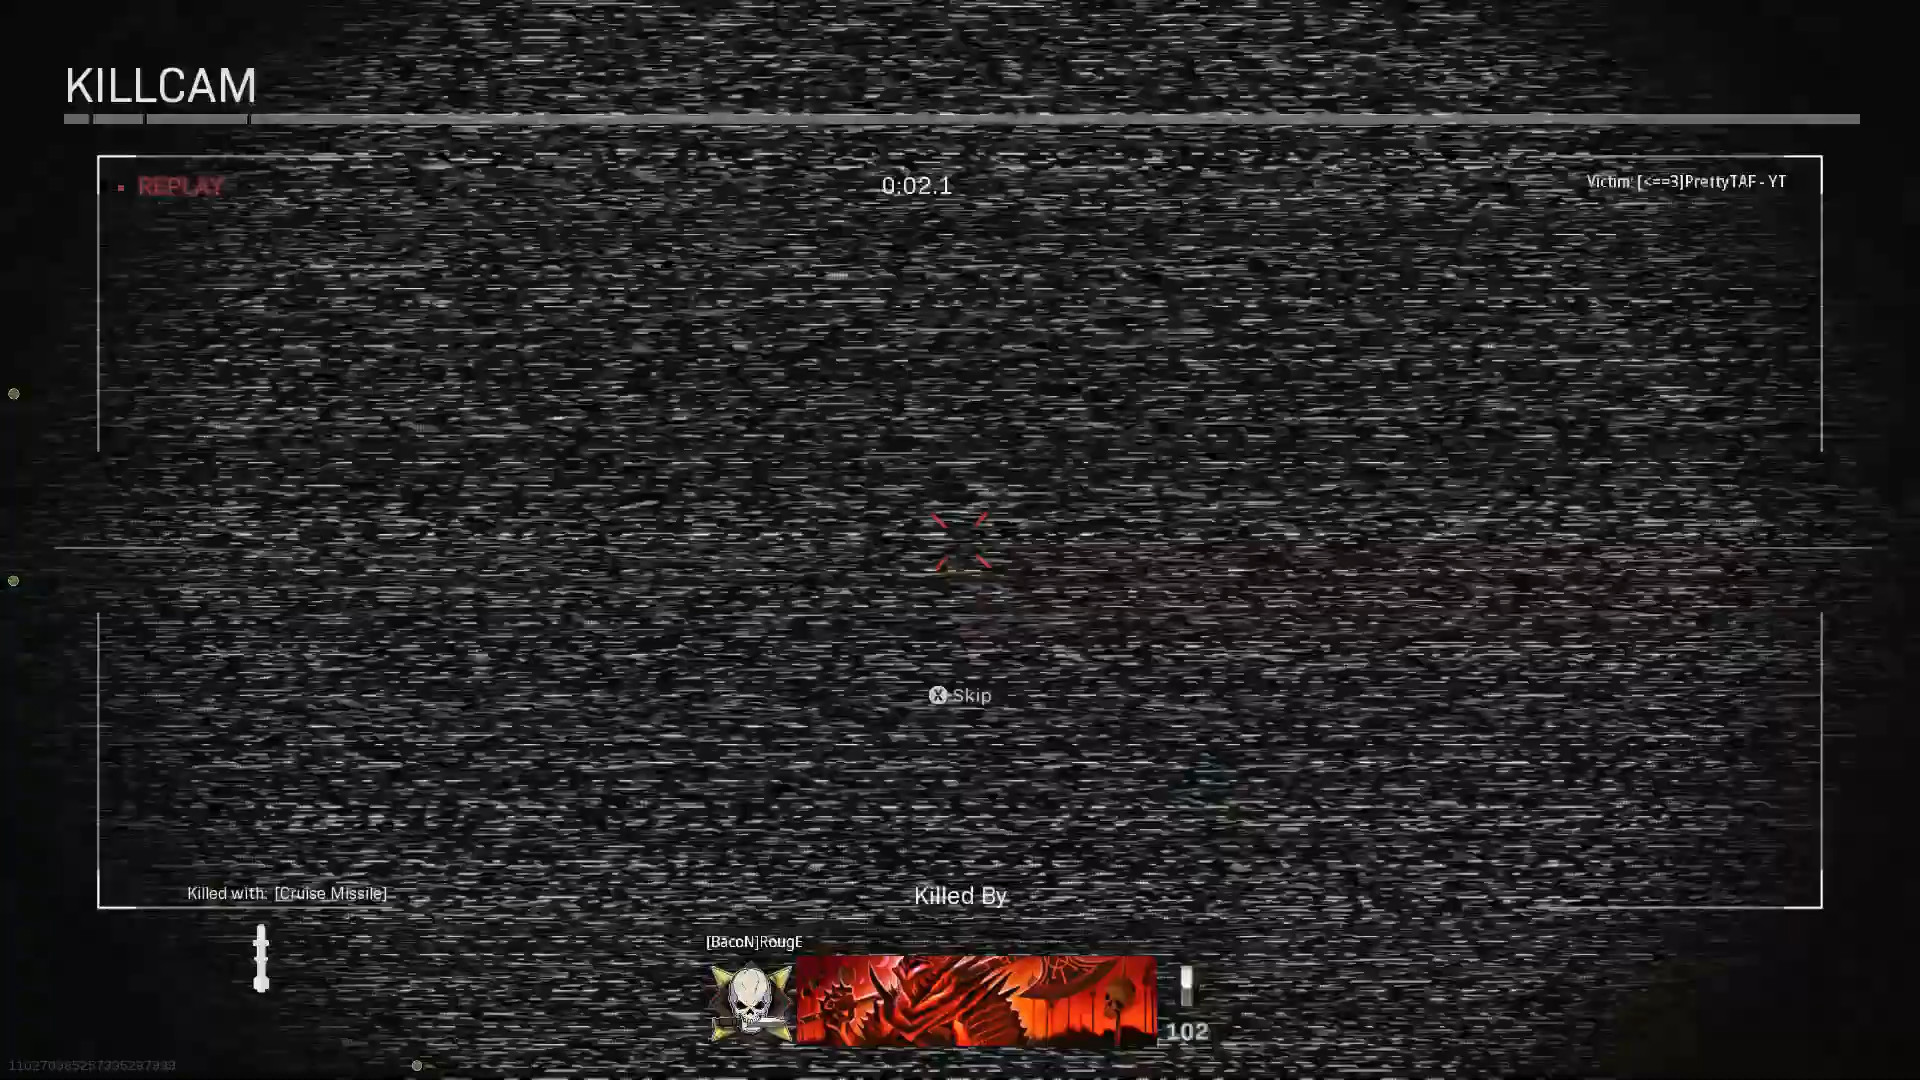 KILLCAM
REPLAY
0:02.1
Victim: [<==3]PrettyTAF - YT
X Skip
Killed with: [Cruise Missile]
Killed By
[BacoN]RougE
102